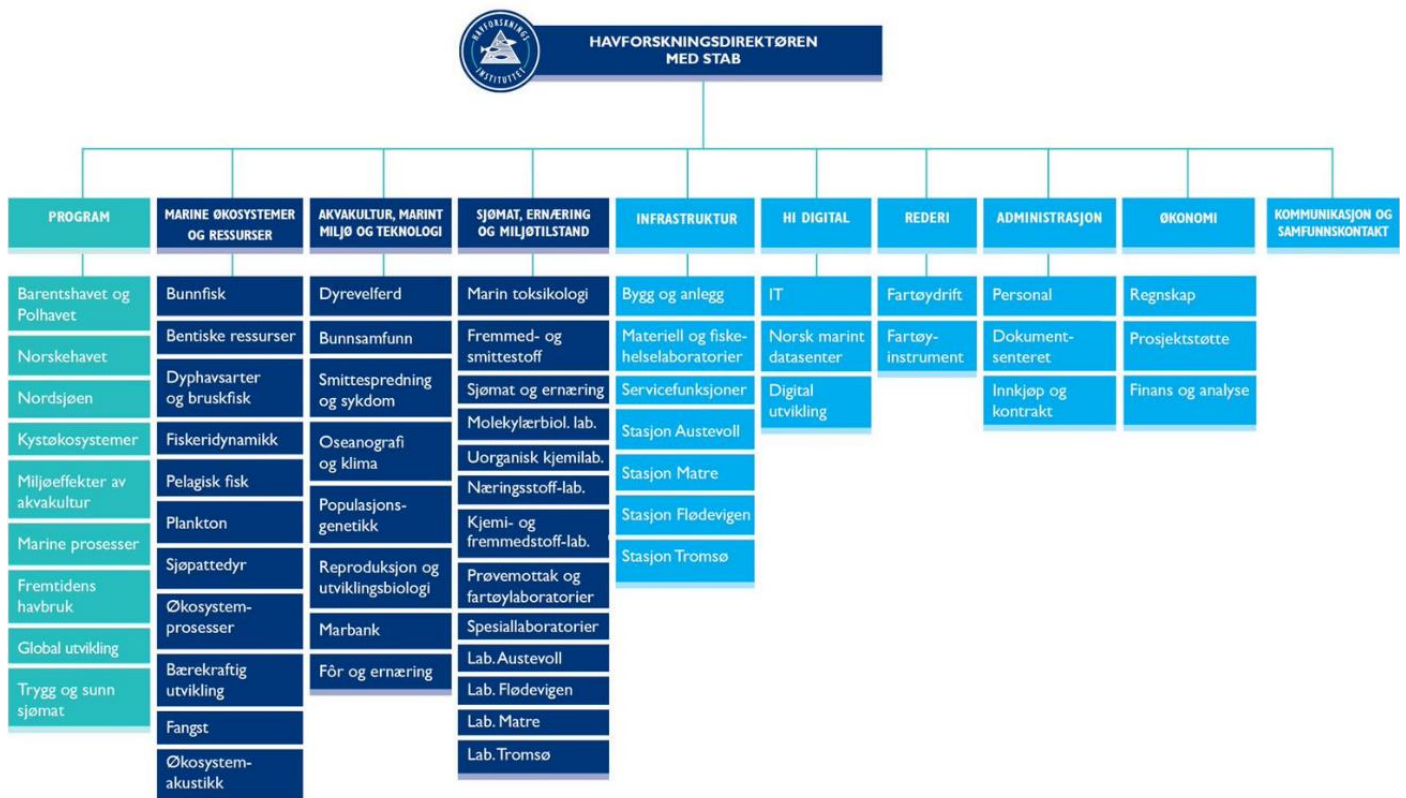 HAVFORSKNINGS
INSTITUTTET
HAVFORSKNINGSDIREKTØREN
MED STAB
PROGRAM
Barentshavet og
Polhavet
Norskehavet
Nordsjøen
Kystøkosystemer
Miljøeffekter av
akvakultur
Marine prosesser
Fremtidens
havbruk
Global utvikling
Trygg og sunn
sjømat
MARINE ØKOSYSTEMER
OG RESSURSER
Bunnfisk
Bentiske ressurser
Dyphavsarter
og bruskfisk
Fiskeridynamikk
Pelagisk fisk
Plankton
Sjøpattedyr
Økosystem-
prosesser
Bærekraftig
utvikling
Fangst
Økosystem-
akustikk
AKVAKULTUR, MARINT
MILJØ OG TEKNOLOGI
Dyrevelferd
Bunnsamfunn
Smittespredning
og sykdom
Oseanografi
og klima
Populasjons-
genetikk
Reproduksjon og
utviklingsbiologi
Marbank
Fôr og ernæring
SJØMAT, ERNÆRING
OG MILJØTILSTAND
Marin toksikologi
Fremmed- og
smittestoff
Sjømat og ernæring
Molekylærbiol. lab.
Uorganisk kjemilab.
Næringsstoff-lab.
Kjemi- og
fremmedstoff-lab.
Prøvemottak og
fartøylaboratorier
Spesiallaboratorier
Lab. Austevoll
Lab. Flødevigen
Lab. Matre
Lab. Tromsø
INFRASTRUKTUR
Bygg og anlegg
Materiell og fiske-
helselaboratorier
Servicefunksjoner
Stasjon Austevoll
Stasjon Matre
Stasjon Flødevigen
Stasjon Tromsø
HI DIGITAL
IT
Norsk marint
datasenter
Digital
utvikling
REDERI
Fartøydrift
Fartøy-
instrument
ADMINISTRASJON
Personal
Dokument-
senteret
Innkjøp og
kontrakt
ØKONOMI
Regnskap
Prosjektstøtte
Finans og analyse
KOMMUNIKASJON OG
SAMFUNNSKONTAKT